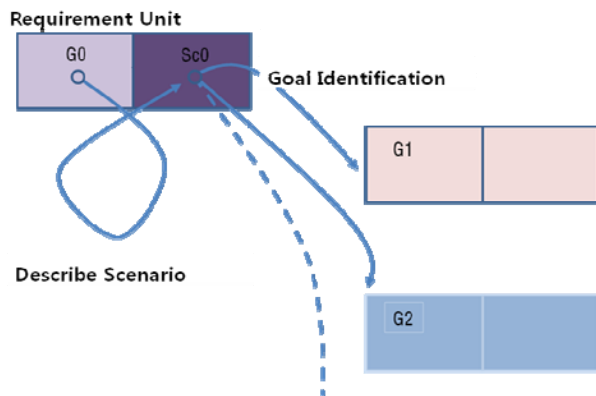 Requirement Unit
G0
Sc0
Goal Identification
G1
Describe Scenario
G2